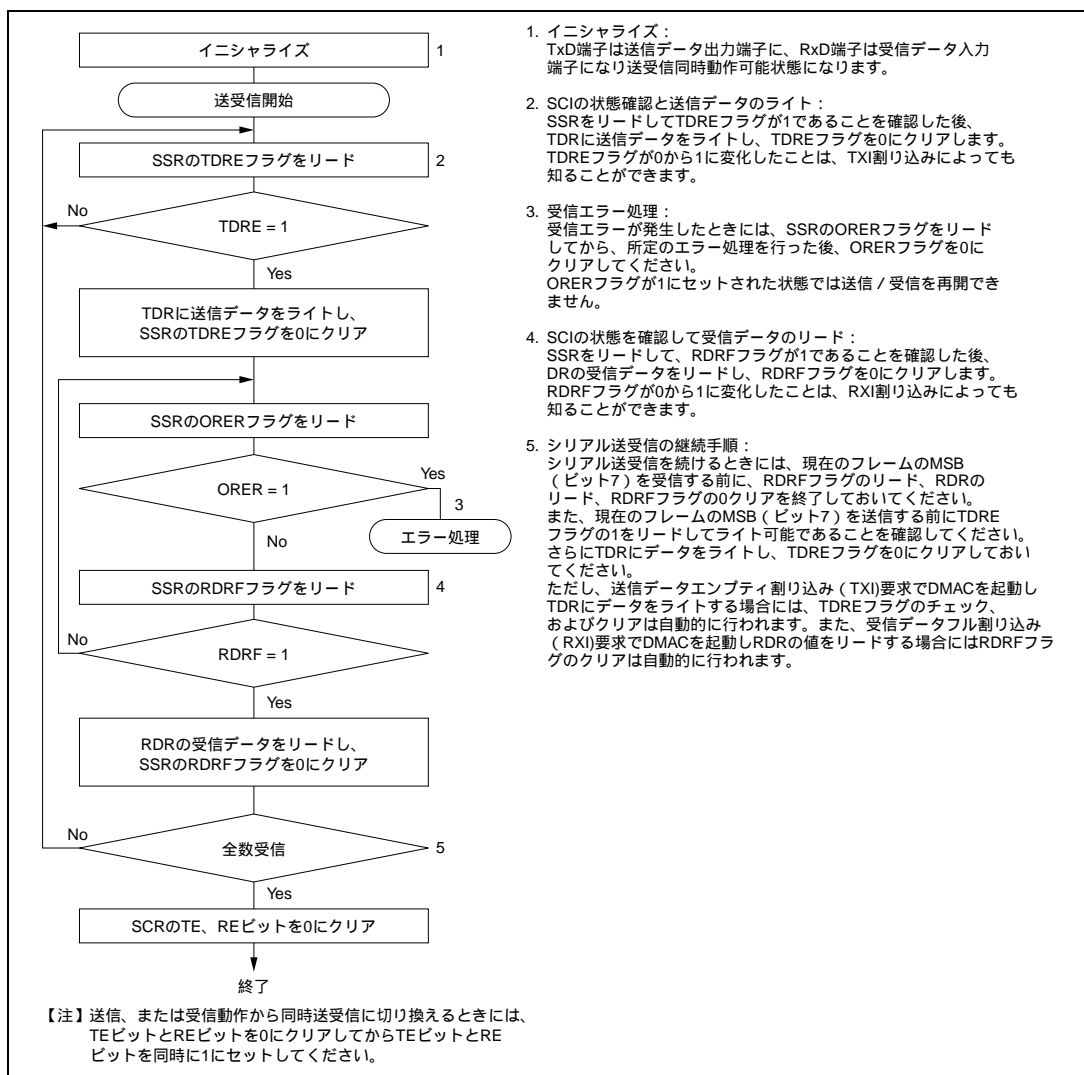 イニシャライズ
1
送受信開始
SSRのTDREフラグをリード
2
No
TDRE = 1
Yes
TDRに送信データをライトし、
SSRのTDREフラグを0にクリア
SSRのORERフラグをリード
Yes
ORER = 1
3
エラー処理
No
SSRのRDRFフラグをリード
4
No
RDRF = 1
Yes
RDRの受信データをリードし、
SSRのRDRFフラグを0にクリア
No
全数受信
5
Yes
SCRのTE、REビットを0にクリア
終了
【注】送信、または受信動作から同時送受信に切り換えるときには、
TEビットとREビットを0にクリアしてからTEビットとRE
ビットを同時に1にセットしてください。
1. イニシャライズ：
TxD端子は送信データ出力端子に、RxD端子は受信データ入力
端子になり送受信同時動作可能状態になります。
2. SCIの状態確認と送信データのライト：
SSRをリードしてTDREフラグが1であることを確認した後、
TDRに送信データをライトし、TDREフラグを0にクリアします。
TDREフラグが0から1に変化したことは、TXI割り込みによっても
知ることができます。
3. 受信エラー処理：
受信エラーが発生したときには、SSRのORERフラグをリード
してから、所定のエラー処理を行った後、ORERフラグを0に
クリアしてください。
ORERフラグが1にセットされた状態では送信／受信を再開でき
ません。
4. SCIの状態を確認して受信データのリード：
SSRをリードして、RDRFフラグが1であることを確認した後、
DRの受信データをリードし、RDRFフラグを0にクリアします。
RDRFフラグが0から1に変化したことは、RXI割り込みによっても
知ることができます。
5. シリアル送受信の継続手順：
シリアル送受信を続けるときには、現在のフレームのMSB
（ビット7）を受信する前に、RDRFフラグのリード、RDRの
リード、RDRFフラグの0クリアを終了しておいてください。
また、現在のフレームのMSB（ビット7）を送信する前にTDRE
フラグの1をリードしてライト可能であることを確認してください。
さらにTDRにデータをライトし、TDREフラグを0にクリアしておい
てください。
ただし、送信データエンプティ割り込み（TXI)要求でDMACを起動し
TDRにデータをライトする場合には、TDREフラグのチェック、
およびクリアは自動的に行われます。また、受信データフル割り込み
（RXI)要求でDMACを起動しRDRの値をリードする場合にはRDRFフラ
グのクリアは自動的に行われます。